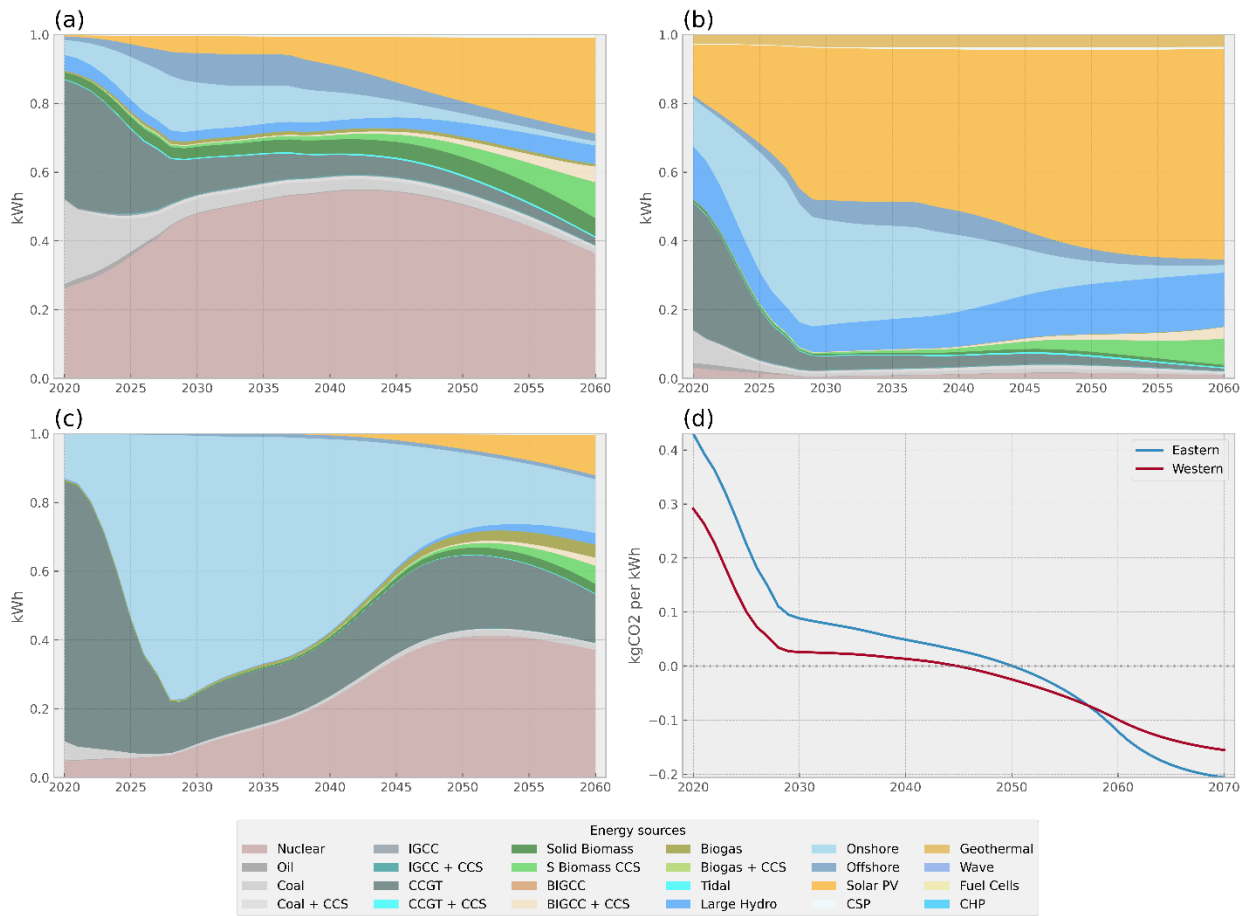 (a)
(b)
1.0
0.8
0.6
0.4
0.2
0.0
kWh
2020 2025 2030 2035 2040 2045 2050 2055 2060
1.0
0.8
0.6
0.4
0.2
0.0
kWh
2020 2025 2030 2035 2040 2045 2050 2055 2060
(c)
(d)
1.0
0.8
0.6
0.4
0.2
0.0
kWh
2020 2025 2030 2035 2040 2045 2050 2055 2060
0.4
0.3
0.2
0.1
0.0
−0.1
−0.2
kgCO2 per kWh
Eastern
Western
2020 2030 2040 2050 2060 2070
Energy sources
Nuclear IGCC Solid Biomass Biogas Onshore Geothermal
Oil IGCC + CCS S Biomass CCS Biogas + CCS Offshore Wave
Coal CCGT BIGCC Tidal Solar PV Fuel Cells
Coal + CCS CCGT + CCS BIGCC + CCS Large Hydro CSP CHP